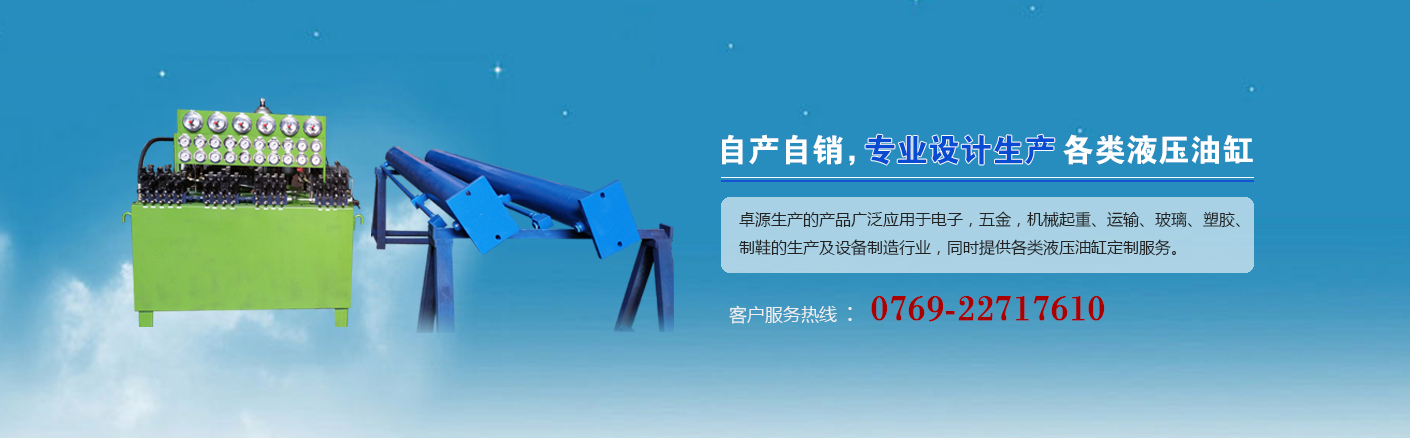 自产自销，专业设计生产 各类液压油缸
卓源生产的产品广泛应用于电子，五金，机械起重、运输、玻璃、塑胶、
制鞋的生产及设备制造行业，同时提供各类液压油缸定制服务。
客户服务热线 ： 0769-22717610